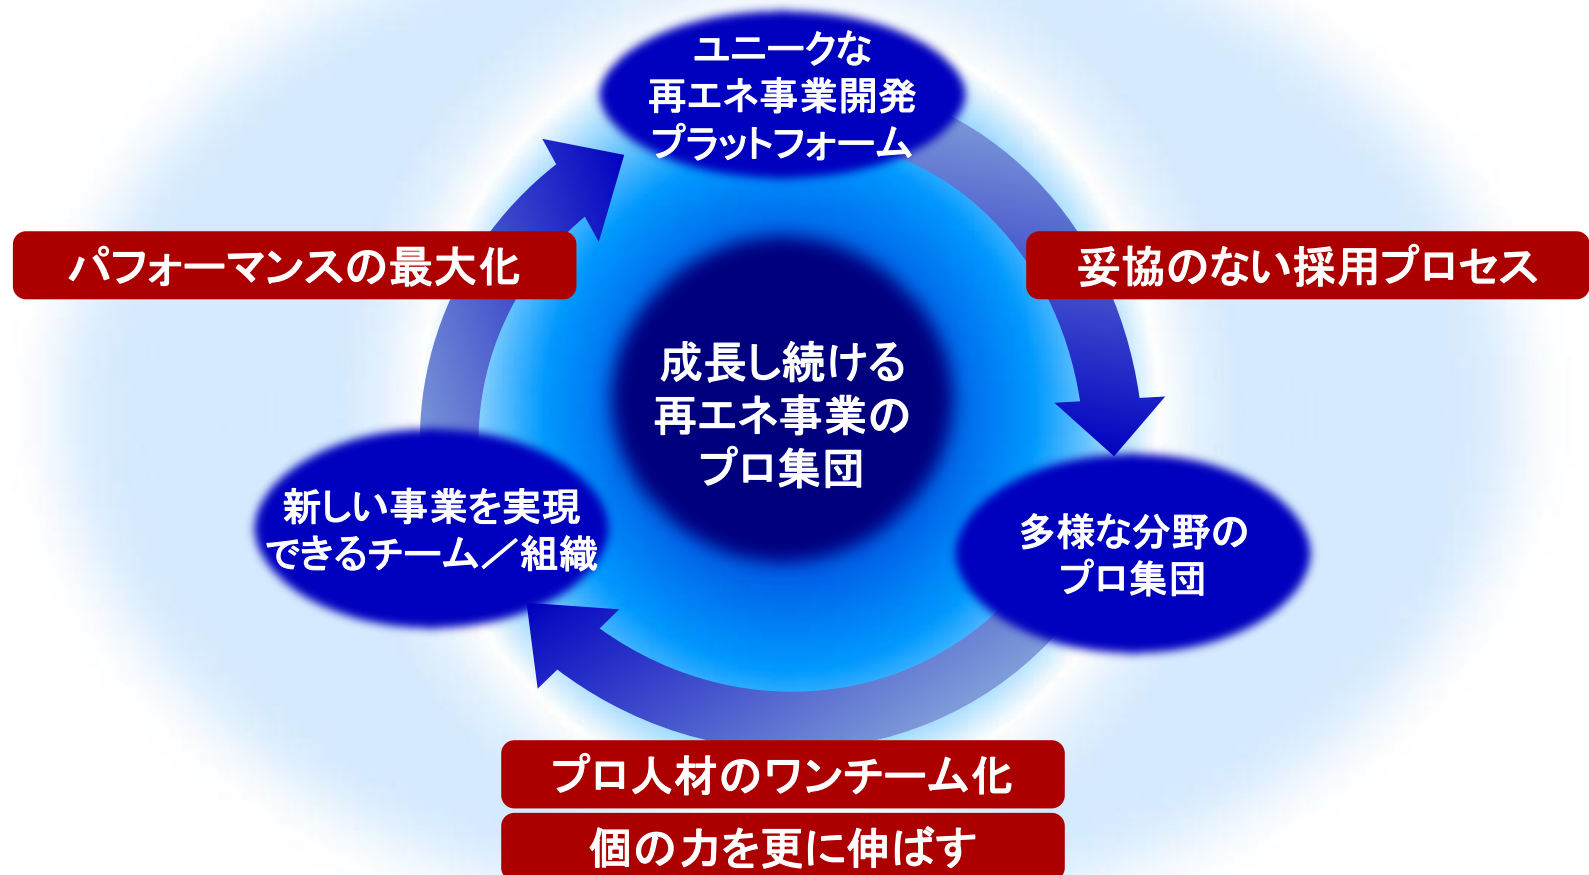 ユニークな
再エネ事業開発
プラットフォーム
パフォーマンスの最大化
妥協のない採用プロセス
成長し続ける
再エネ事業の
プロ集団
新しい事業を実現
できるチーム／組織
多様な分野の
プロ集団
プロ人材のワンチーム化
個の力を更に伸ばす